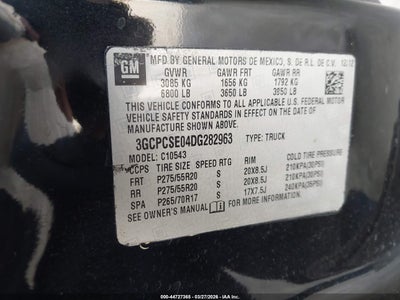 GM
MFD BY GENERAL MOTORS DE MEXICO, S. DE R.L. DE C.V. 12/12
GVWR GAWR FRT GAWR RR
3085 KG 1656 KG 1792 KG
6800 LB 3650 LB 3950 LB
THIS VEHICLE CONFORMS TO ALL APPLICABLE U.S. FEDERAL MOTOR
VEHICLE SAFETY STANDARDS IN EFFECT ON THE DATE OF
MANUFACTURE SHOWN ABOVE.
3GCPCSE04DG282963 TYPE: TRUCK
MODEL: C10543
CCPS TIRE SIZE SPEED RTG RIM COLD TIRE PRESSURE
FRT P275/55R20 S 20X8.5J 210KPA(30PSI)
RR P275/55R20 S 20X8.5J 210KPA(30PSI)
SPA P265/70R17 S 17X7.5J 240KPA(35PSI)
SEE OWNER'S MANUAL FOR MORE INFORMATION
000-44727365 - 03/27/2026 - IAA Inc.